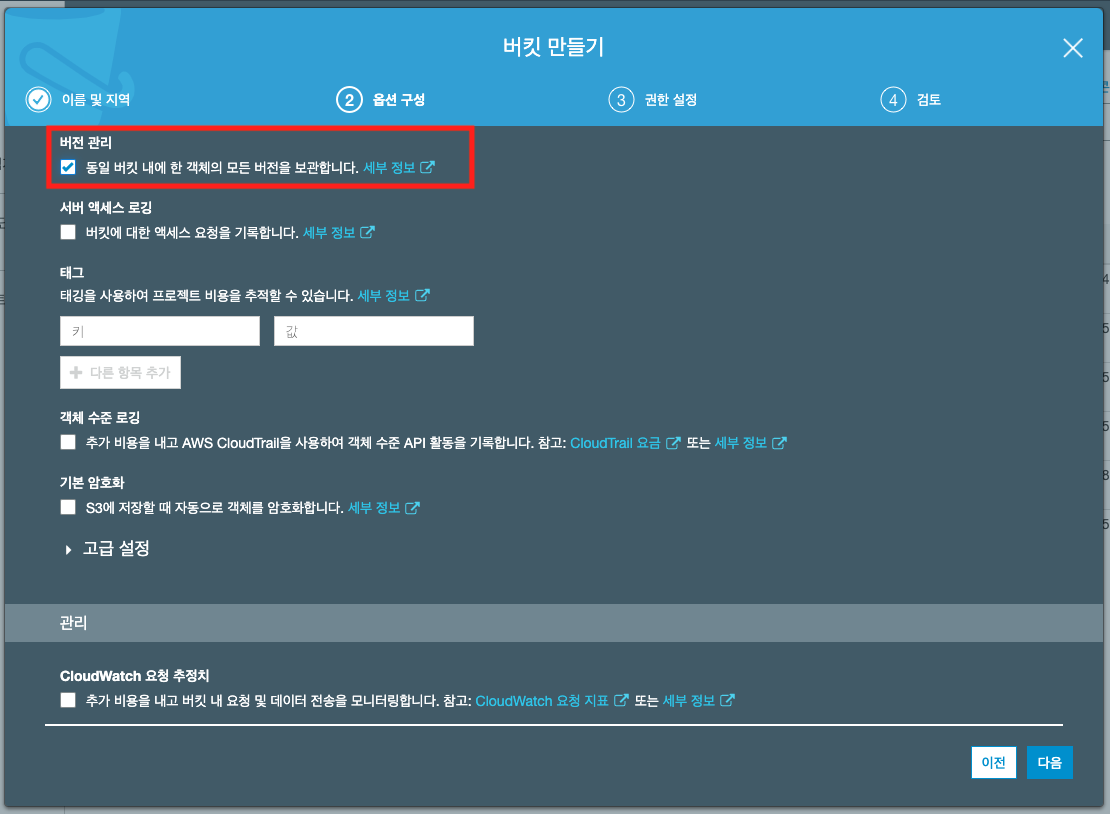 버킷 만들기
이름 및 지역
2 옵션 구성
3 권한 설정
4 검토
버전 관리
동일 버킷 내에 한 객체의 모든 버전을 보관합니다. 세부 정보
서버 액세스 로깅
버킷에 대한 액세스 요청을 기록합니다. 세부 정보
태그
태깅을 사용하여 프로젝트 비용을 추적할 수 있습니다. 세부 정보
키 값
다른 항목 추가
객체 수준 로깅
추가 비용을 내고 AWS CloudTrail을 사용하여 객체 수준 API 활동을 기록합니다. 참고: CloudTrail 요금 또는 세부 정보
기본 암호화
S3에 저장할 때 자동으로 객체를 암호화합니다. 세부 정보
고급 설정
관리
CloudWatch 요청 추정치
추가 비용을 내고 버킷 내 요청 및 데이터 전송을 모니터링합니다. 참고: CloudWatch 요청 지표 또는 세부 정보
이전 다음